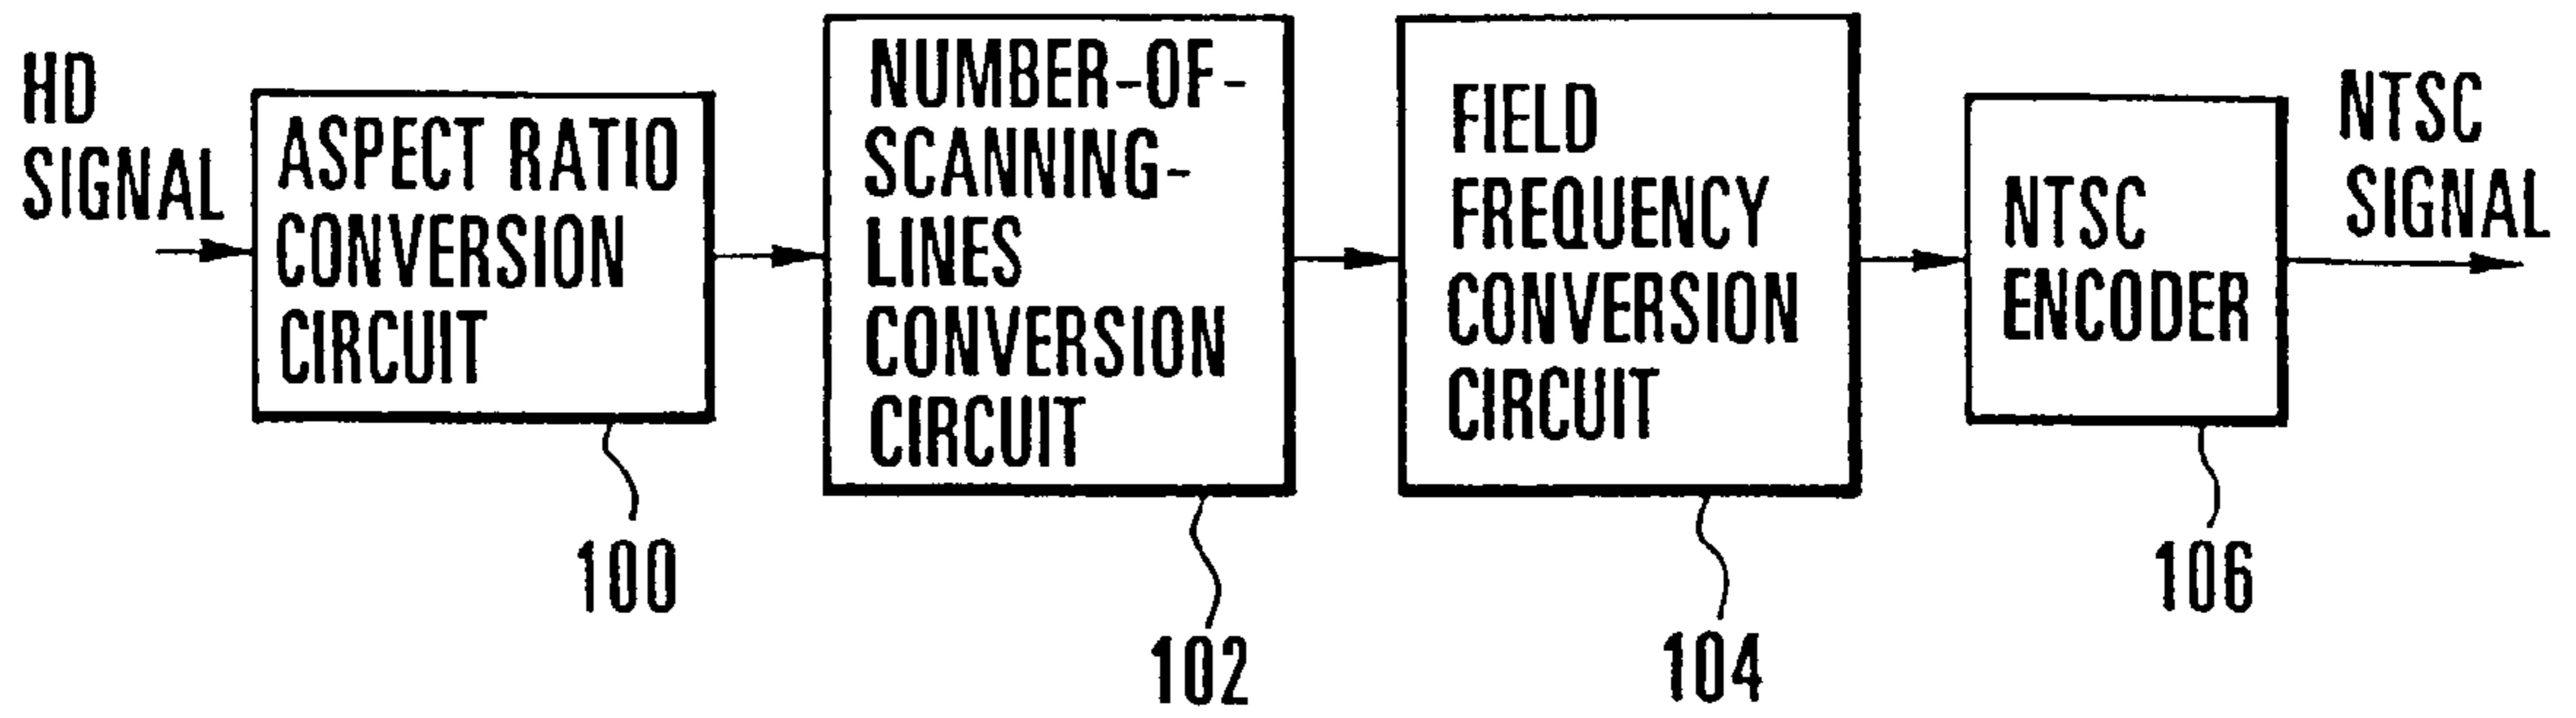 HD
SIGNAL
ASPECT RATIO
CONVERSION
CIRCUIT
100
NUMBER-OF-
SCANNING-
LINES
CONVERSION
CIRCUIT
102
FIELD
FREQUENCY
CONVERSION
CIRCUIT
104
NTSC
ENCODER
106
NTSC
SIGNAL